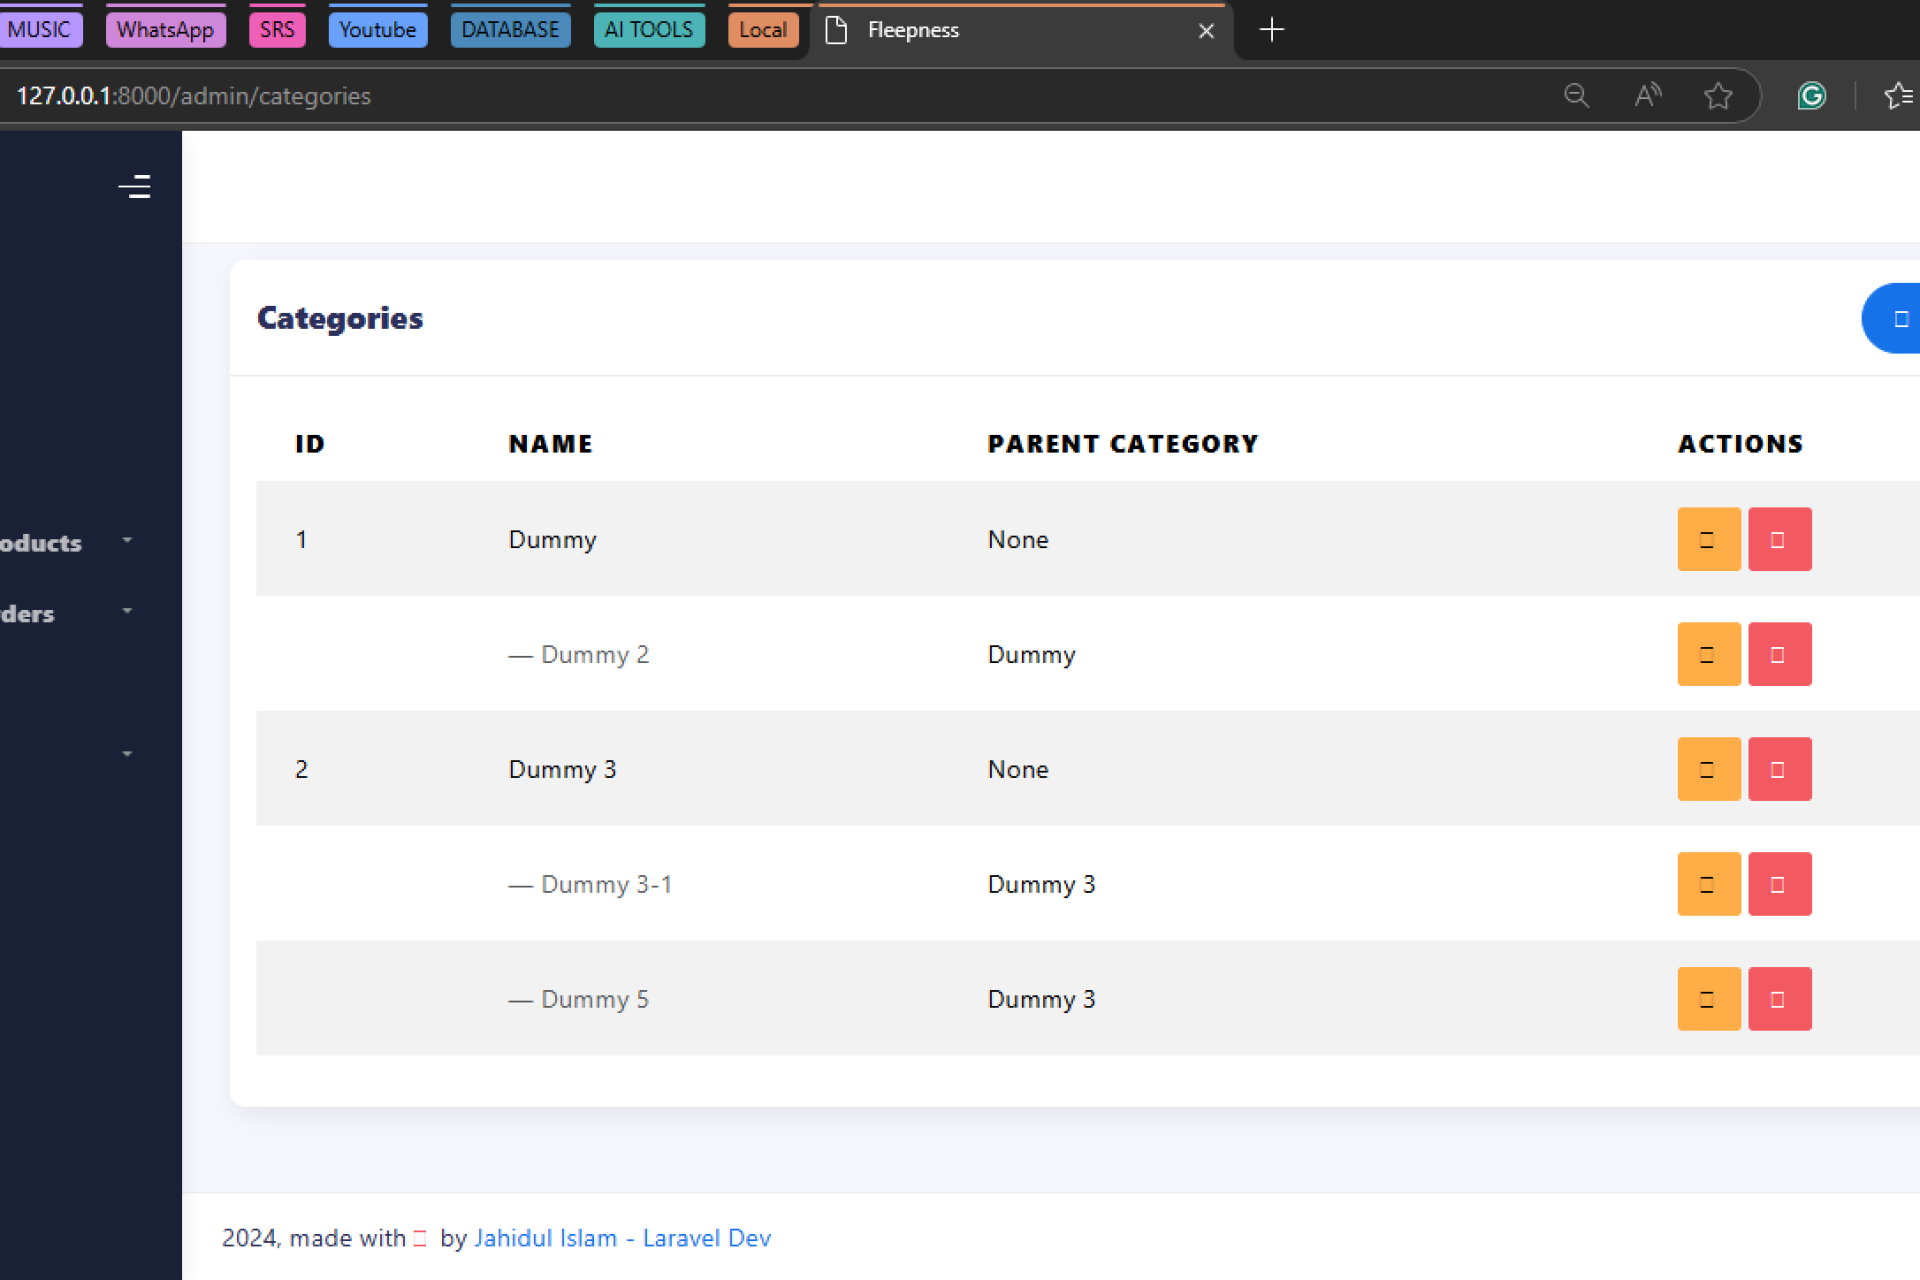 MUSIC WhatsApp SRS Youtube DATABASE AI TOOLS Local Fleepness
127.0.0.1:8000/admin/categories
Categories
ID NAME PARENT CATEGORY ACTIONS
1 Dummy None
oducts
— Dummy 2 Dummy
ders
2 Dummy 3 None
— Dummy 3-1 Dummy 3
— Dummy 5 Dummy 3
2024, made with by Jahidul Islam - Laravel Dev